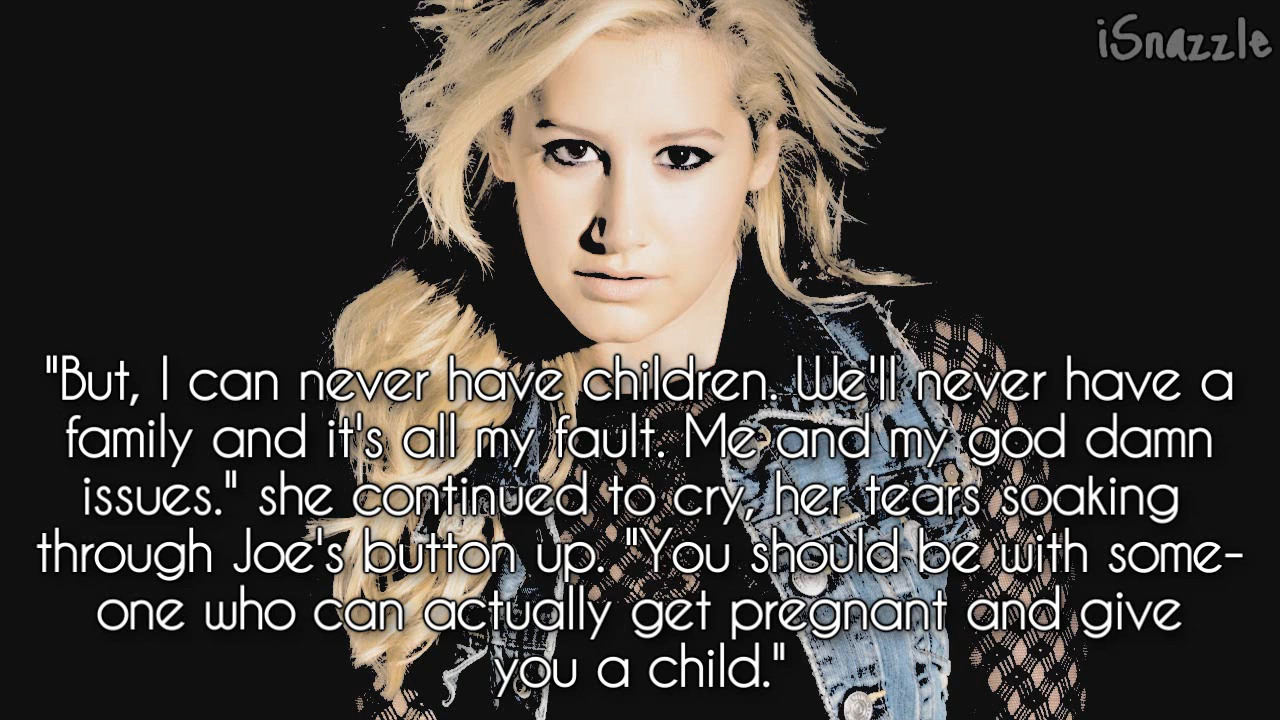 iSnazzle
"But, I can never have children. We'll never have a
family and it's all my fault. Me and my god damn
issues." she continued to cry, her tears soaking
through Joe's button up. "You should be with some-
one who can actually get pregnant and give
you a child."